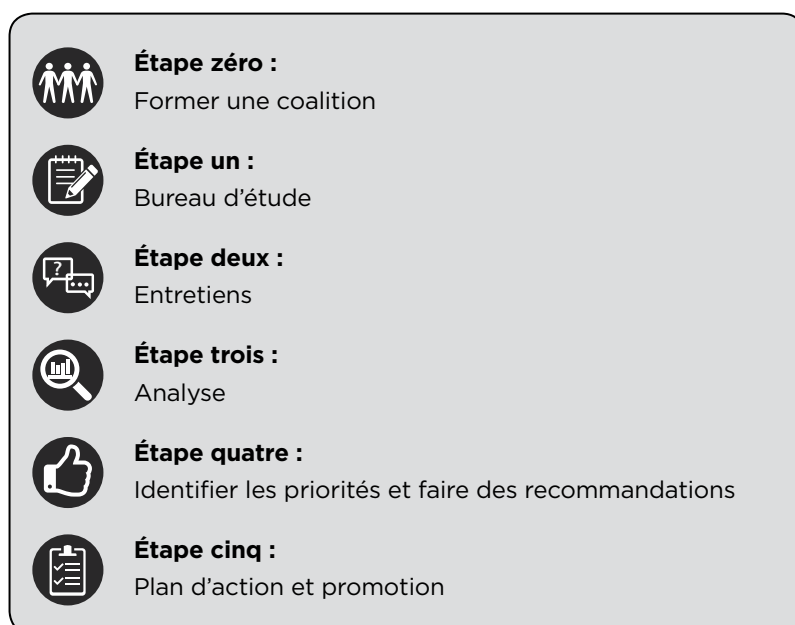 Étape zéro :
Former une coalition
Étape un :
Bureau d’étude
?
Étape deux :
Entretiens
Étape trois :
Analyse
Étape quatre :
Identifier les priorités et faire des recommandations
Étape cinq :
Plan d’action et promotion